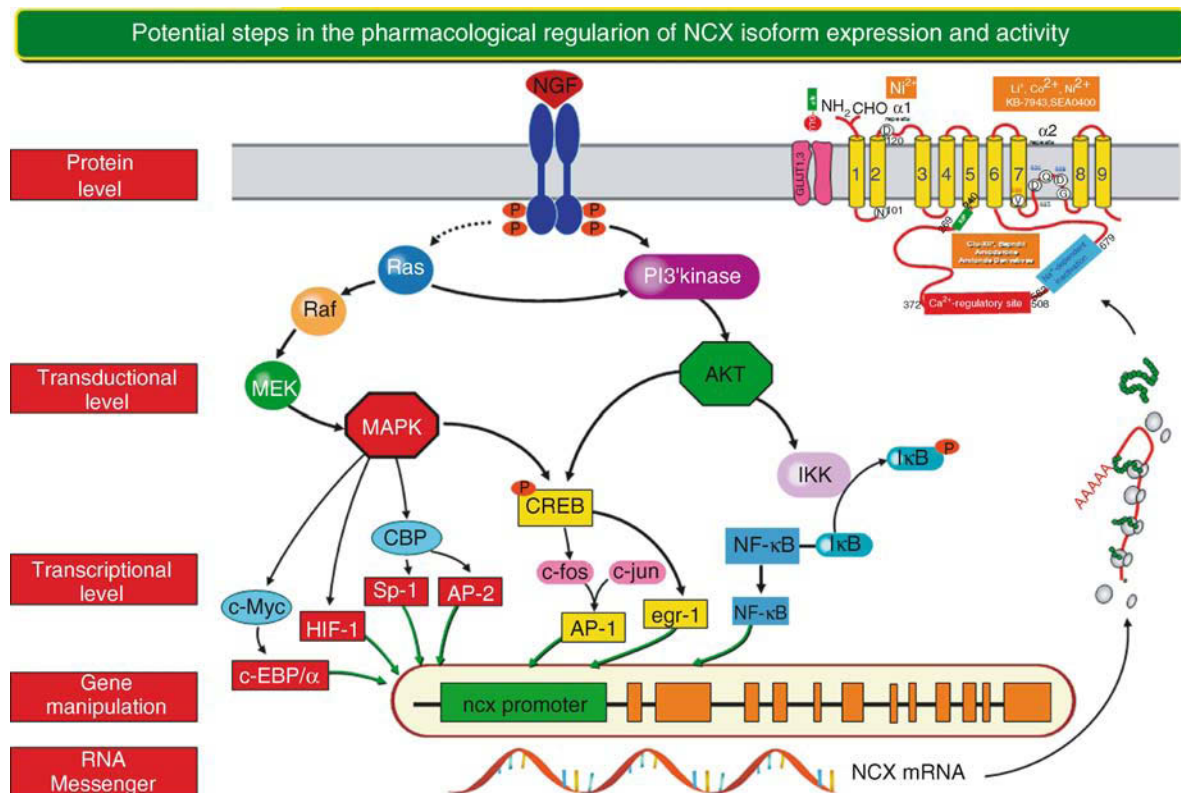 Potential steps in the pharmacological regularion of NCX isoform expression and activity
NGF
Ni2+
Li+, Co2+, Ni2+
KB-7943,SEA0400
NH2 CHO α1
repeats
α2
repeats
D
120
Protein
level
GLUT1,3
1
2
3
4
5
6
7
8
9
D
Q
D
G
V
N
101
P
P
P
P
Ras
PI3'kinase
Raf
372
Ca2+-regulatory site
508
679
Transductional
level
MEK
MAPK
AKT
IKK
IκB
P
P
CREB
AAAAA
CBP
NF-κB
IκB
Transcriptional
level
c-fos
c-jun
Sp-1
AP-2
c-Myc
HIF-1
AP-1
egr-1
NF-κB
c-EBP/α
Gene
manipulation
ncx promoter
RNA
Messenger
NCX mRNA